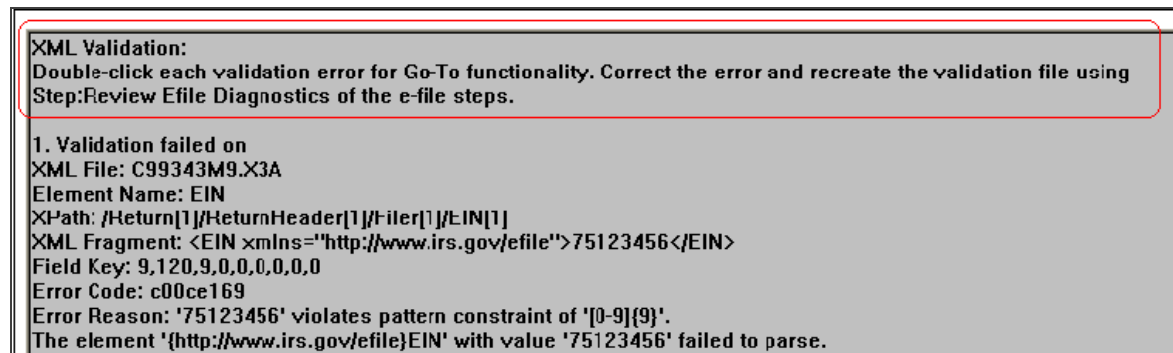 XML Validation:
Double-click each validation error for Go-To functionality. Correct the error and recreate the validation file using
Step:Review Efile Diagnostics of the e-file steps.
1. Validation failed on
XML File: C99343M9.X3A
Element Name: EIN
XPath: /Return[1]/ReturnHeader[1]/Filer[1]/EIN[1]
XML Fragment: <EIN xmlns="http://www.irs.gov/efile">75123456</EIN>
Field Key: 9,120,9,0,0,0,0,0,0
Error Code: c00ce169
Error Reason: '75123456' violates pattern constraint of '[0-9]{9}'.
The element '{http://www.irs.gov/efile}EIN' with value '75123456' failed to parse.